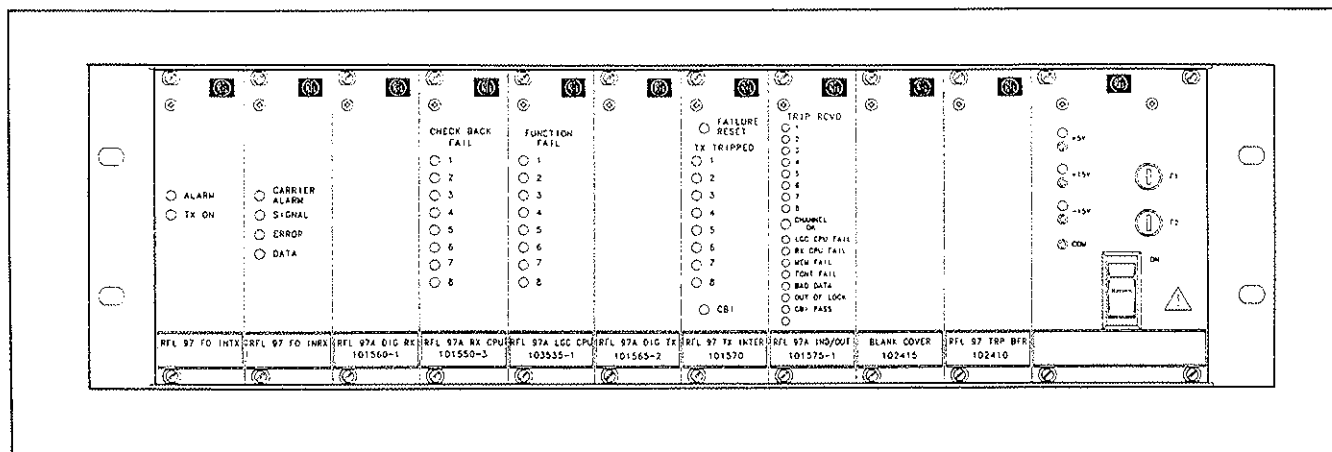 ALARM
TX ON
RFL 97 FO INTX
CARRIER
ALARM
SIGNAL
ERROR
DATA
RFL 97 FO INRX
RFL 97A DIG RX
101560-1
CHECK BACK
FAIL
1
2
3
4
5
6
7
8
RFL 97A RX CPU
101550-3
FUNCTION
FAIL
1
2
3
4
5
6
7
8
RFL 97A LGC CPU
103535-1
RFL 97A DIG TX
101565-2
FAILURE
RESET
TX TRIPPED
1
2
3
4
5
6
7
8
CBI
RFL 97 TX INTER
101570
TRIP RCVD
1
2
3
4
5
6
7
8
CHANNEL
OK
LGC CPU FAIL
RX CPU FAIL
MEM FAIL
TONE FAIL
BAD DATA
OUT OF LOCK
CBI PASS
RFL 97A IND/OUT
101575-1
BLANK COVER
102415
RFL 97 TRP BFR
102410
+5V
+15V
-15V
COM
F1
F2
ON